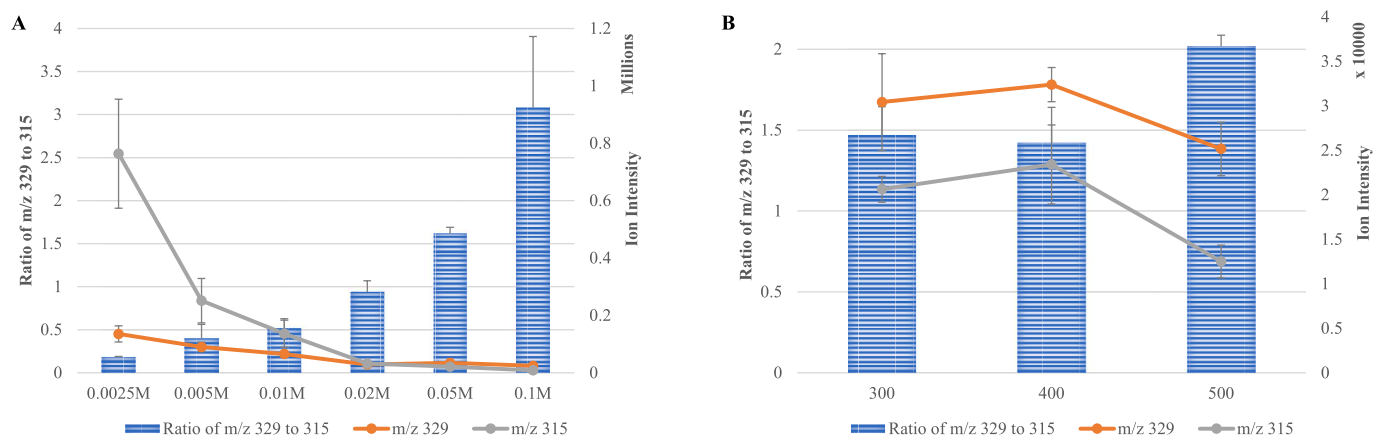 A
Ratio of m/z 329 to 315
4
3.5
3
2.5
2
1.5
1
0.5
0
1.2
1
0.8
0.6
0.4
0.2
0
Millions
Ion Intensity
0.0025M 0.005M 0.01M 0.02M 0.05M 0.1M
Ratio of m/z 329 to 315 m/z 329 m/z 315
B
Ratio of m/z 329 to 315
2
1.5
1
0.5
0
4
3.5
3
2.5
2
1.5
1
0.5
0
x 10000
Ion Intensity
300 400 500
Ratio of m/z 329 to 315 m/z 329 m/z 315